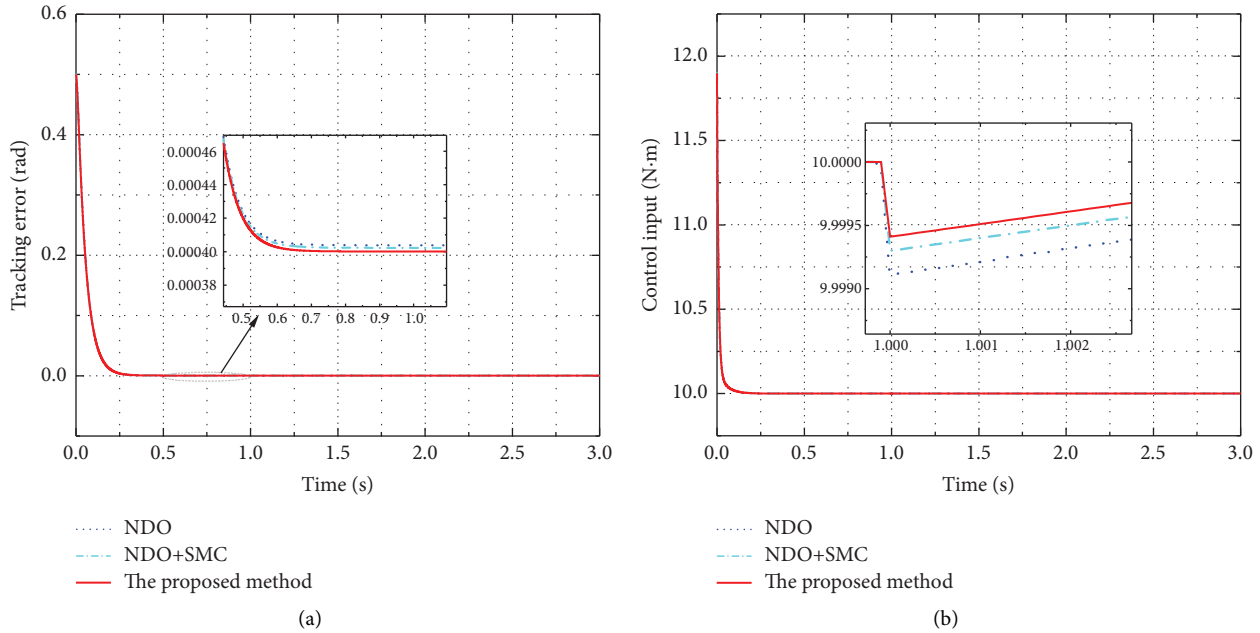 0.6
0.4
0.2
0.0
Tracking error (rad)
0.00046
0.00044
0.00042
0.00040
0.00038
0.5 0.6 0.7 0.8 0.9 1.0
0.0 0.5 1.0 1.5 2.0 2.5 3.0
Time (s)
NDO
NDO+SMC
The proposed method
(a)
12.0
11.5
11.0
10.5
10.0
Control input (N·m)
10.0000
9.9995
9.9990
1.000 1.001 1.002
0.0 0.5 1.0 1.5 2.0 2.5 3.0
Time (s)
NDO
NDO+SMC
The proposed method
(b)